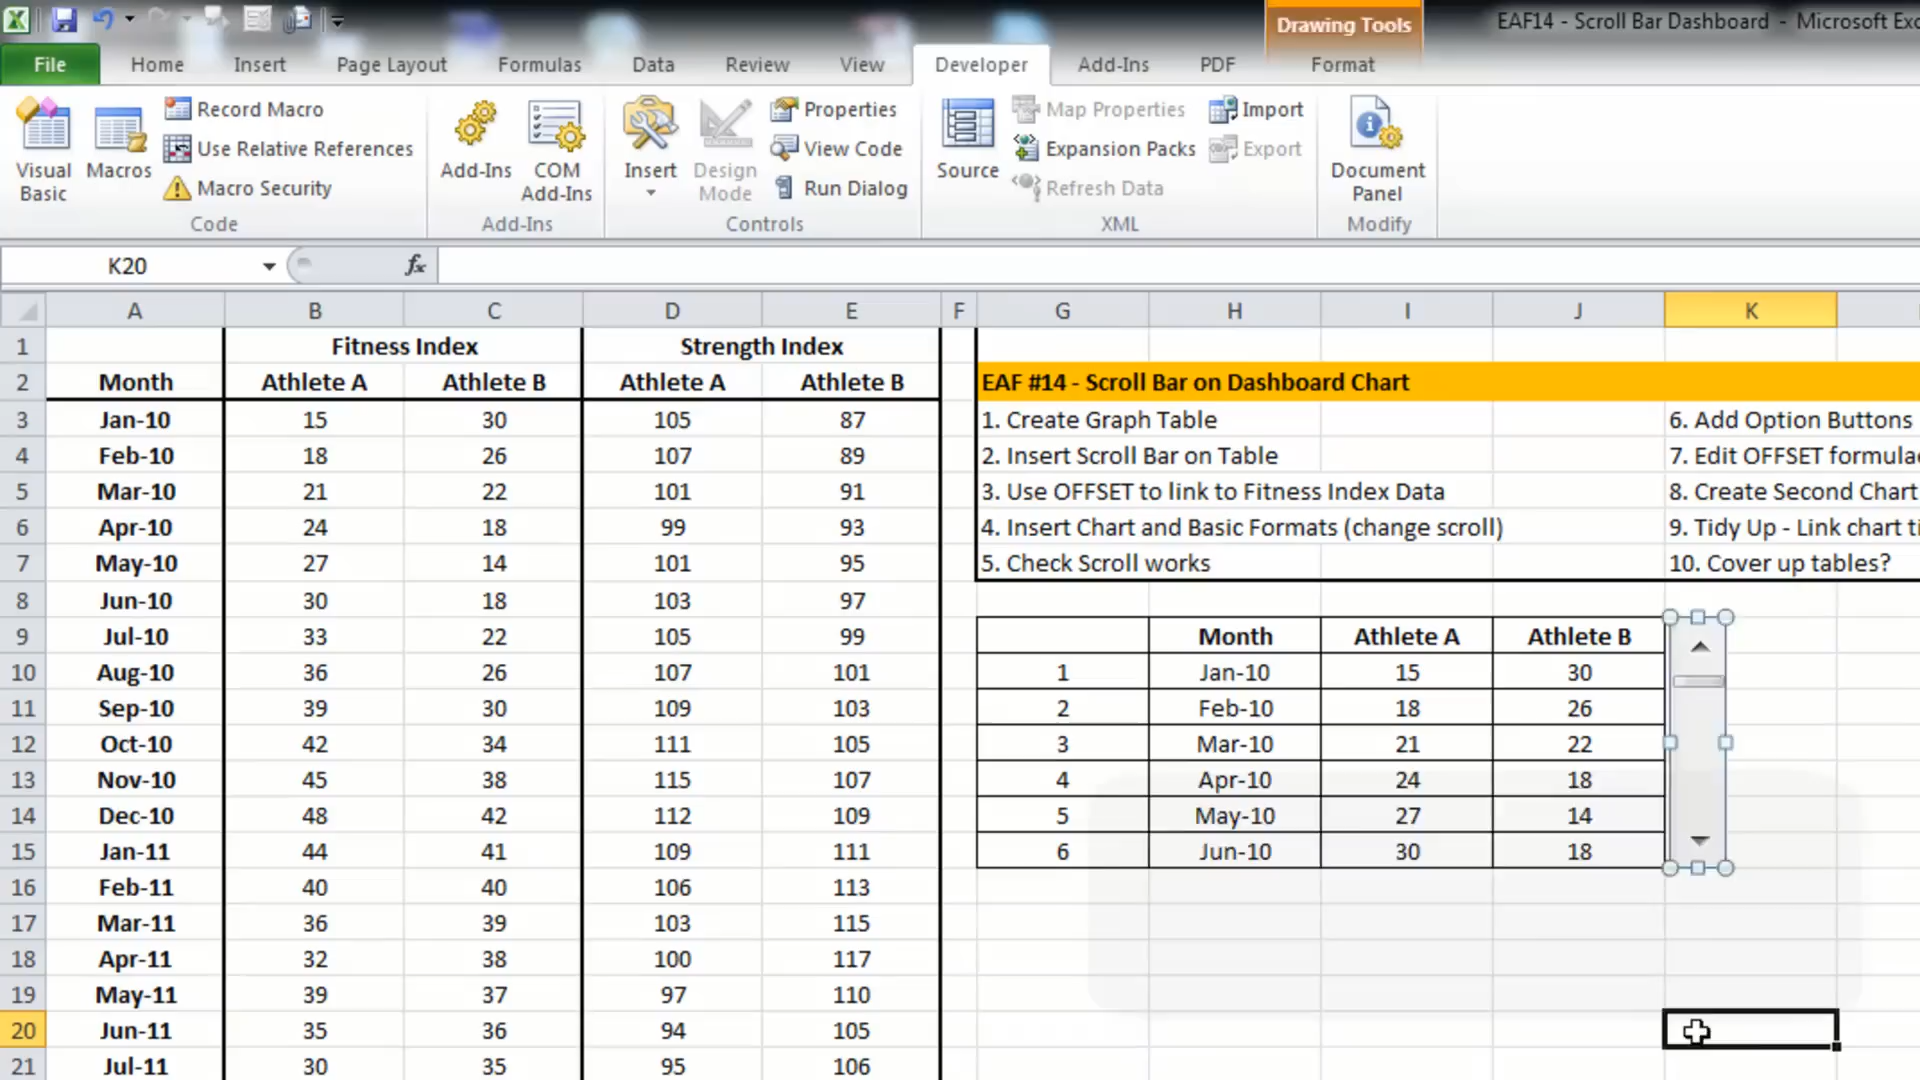 EAF14 - Scroll Bar Dashboard - Microsoft Exc
Drawing Tools
File Home Insert Page Layout Formulas Data Review View Developer Add-Ins PDF Format
Visual Basic
Macros
Record Macro
Use Relative References
Macro Security
Code
Add-Ins
COM Add-Ins
Add-Ins
Insert
Design Mode
Properties
View Code
Run Dialog
Controls
Source
Map Properties
Expansion Packs
Refresh Data
Import
Export
XML
Document Panel
Modify
K20 fx
A B C D E F G H I J K
1 Fitness Index Strength Index
2 Month Athlete A Athlete B Athlete A Athlete B EAF #14 - Scroll Bar on Dashboard Chart
3 Jan-10 15 30 105 87 1. Create Graph Table 6. Add Option Buttons
4 Feb-10 18 26 107 89 2. Insert Scroll Bar on Table 7. Edit OFFSET formulae
5 Mar-10 21 22 101 91 3. Use OFFSET to link to Fitness Index Data 8. Create Second Chart
6 Apr-10 24 18 99 93 4. Insert Chart and Basic Formats (change scroll) 9. Tidy Up - Link chart ti
7 May-10 27 14 101 95 5. Check Scroll works 10. Cover up tables?
8 Jun-10 30 18 103 97
9 Jul-10 33 22 105 99 Month Athlete A Athlete B
10 Aug-10 36 26 107 101 1 Jan-10 15 30
11 Sep-10 39 30 109 103 2 Feb-10 18 26
12 Oct-10 42 34 111 105 3 Mar-10 21 22
13 Nov-10 45 38 115 107 4 Apr-10 24 18
14 Dec-10 48 42 112 109 5 May-10 27 14
15 Jan-11 44 41 109 111 6 Jun-10 30 18
16 Feb-11 40 40 106 113
17 Mar-11 36 39 103 115
18 Apr-11 32 38 100 117
19 May-11 39 37 97 110
20 Jun-11 35 36 94 105
21 Jul-11 30 35 95 106